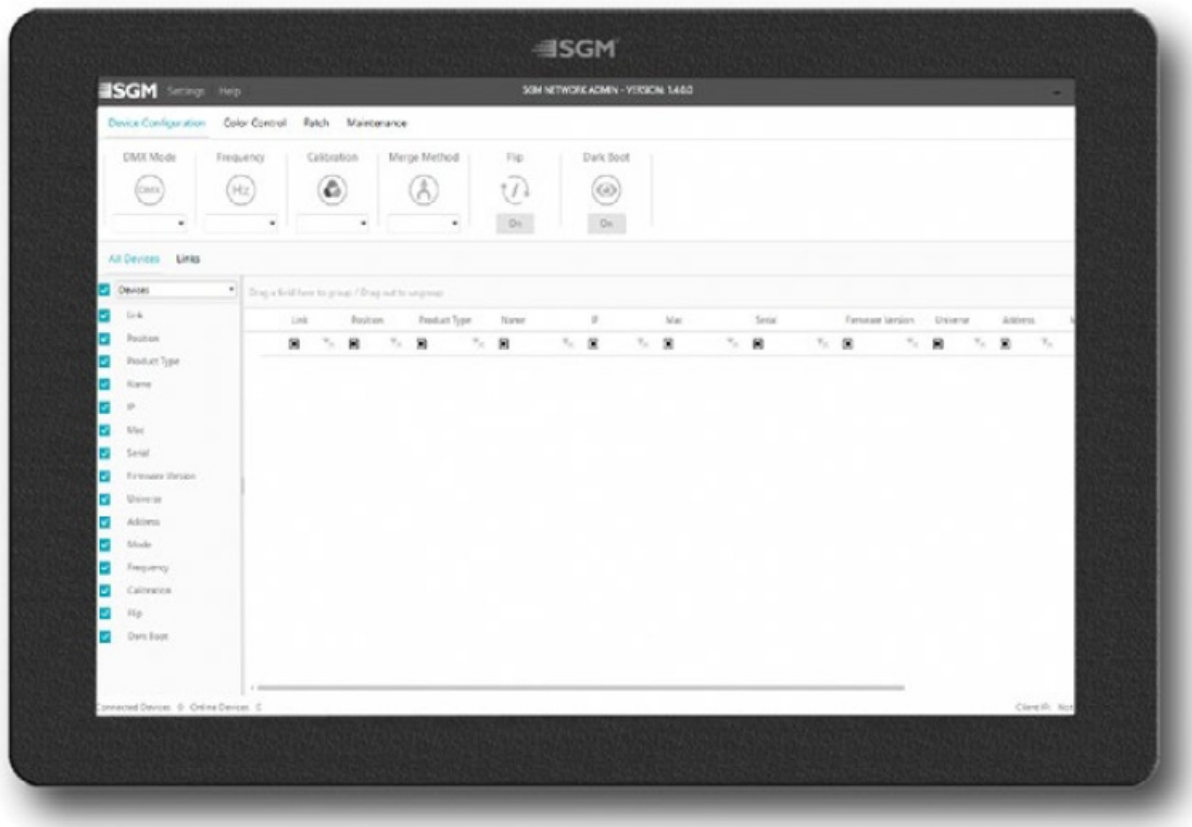 SGM
SGM Settings Help SGM NETWORK ADMIN - VERSION: 1.4.6.0
Device Configuration Color Control Patch Maintenance
DMX Mode Frequency Calibration Merge Method Flip Dark Boot
DMX Hz
On On
All Devices Links
Devices Drag a field here to group / Drag out to ungroup
Link Position Product Type Name IP Mac Serial Firmware Version Universe Address
Link
Position
Product Type
Name
IP
Mac
Serial
Firmware Version
Universe
Address
Mode
Frequency
Calibration
Flip
Dark Boot
Connected Devices 0 Online Devices 0 Client IP: Not